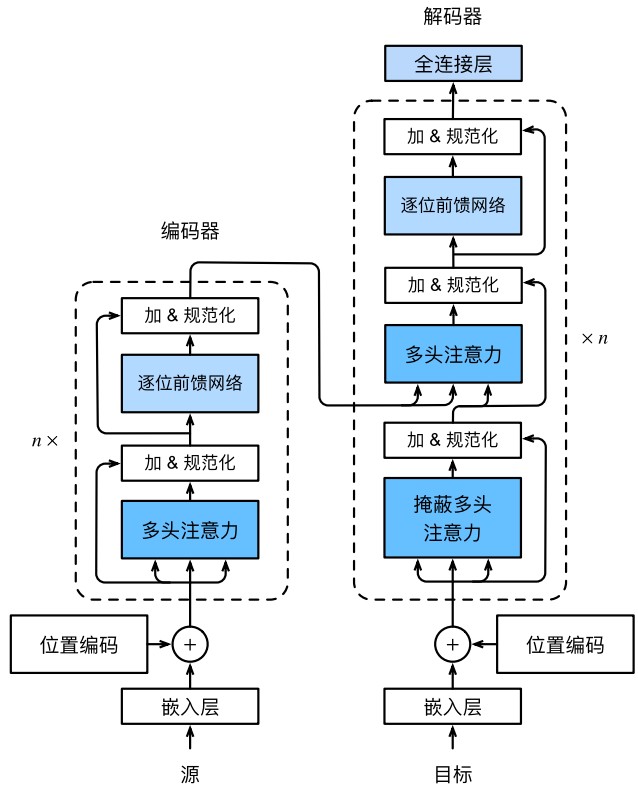 解码器
全连接层
加 & 规范化
逐位前馈网络
加 & 规范化
多头注意力
× n
加 & 规范化
掩蔽多头
注意力
编码器
加 & 规范化
逐位前馈网络
n ×
加 & 规范化
多头注意力
位置编码
+
+
位置编码
嵌入层
嵌入层
源
目标